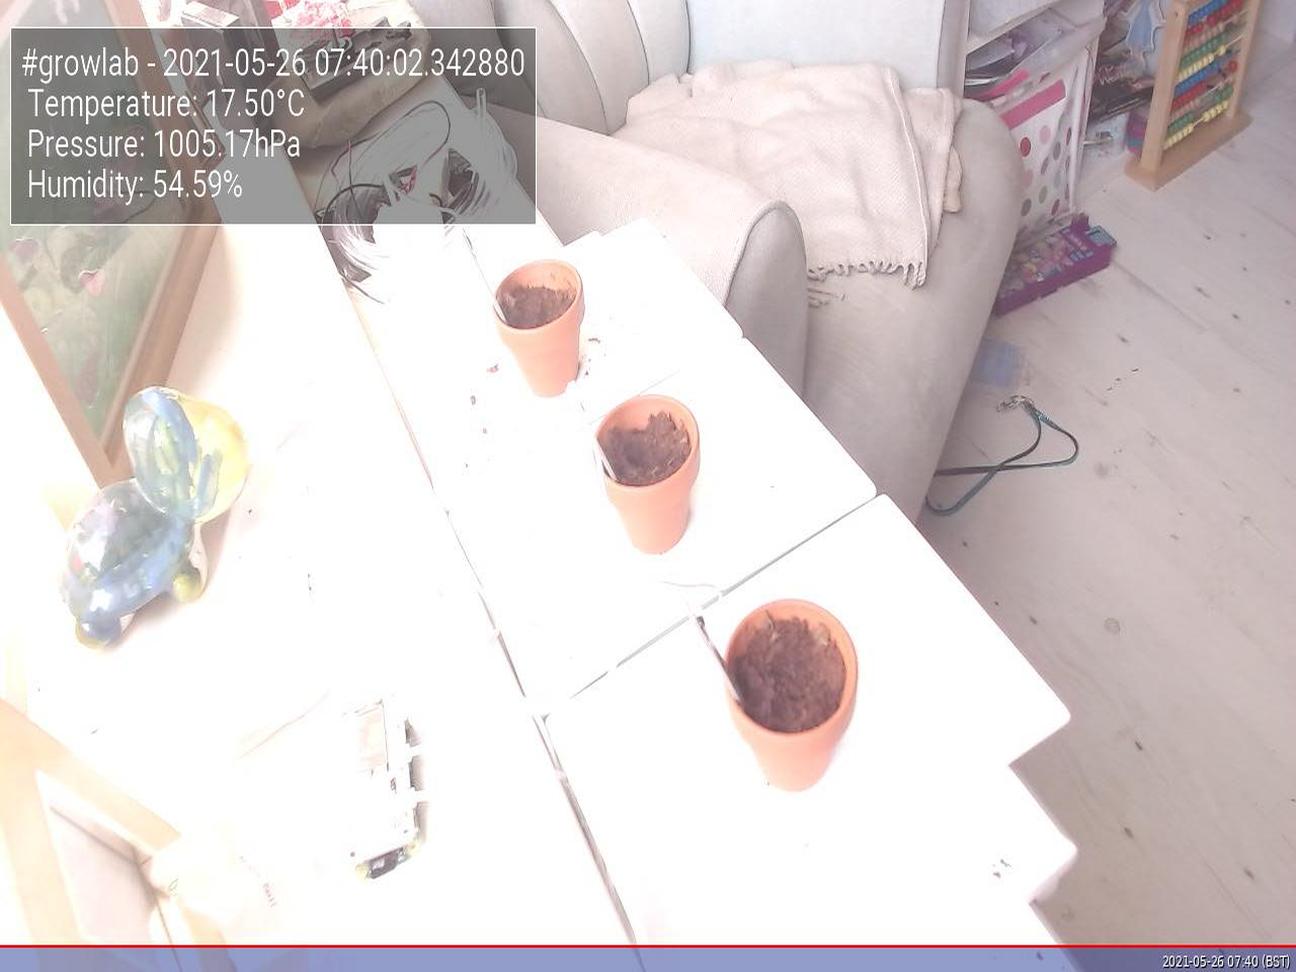 #growlab - 2021-05-26 07:40:02.342880
Temperature: 17.50°C
Pressure: 1005.17hPa
Humidity: 54.59%
2021-05-26 07:40 (BST)